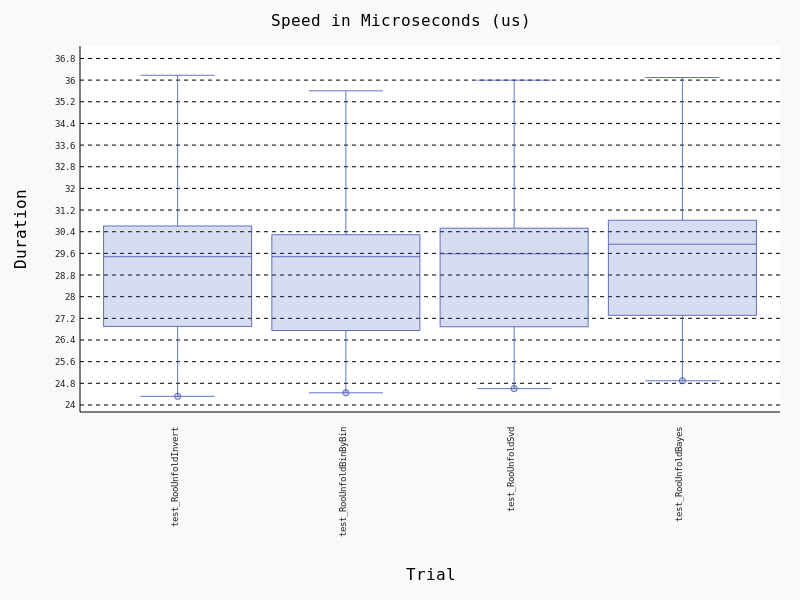 Speed in Microseconds (us)
Duration
36.8
36
35.2
34.4
33.6
32.8
32
31.2
30.4
29.6
28.8
28
27.2
26.4
25.6
24.8
24
test_RooUnfoldInvert
test_RooUnfoldBinByBin
test_RooUnfoldSvd
test_RooUnfoldBayes
Trial